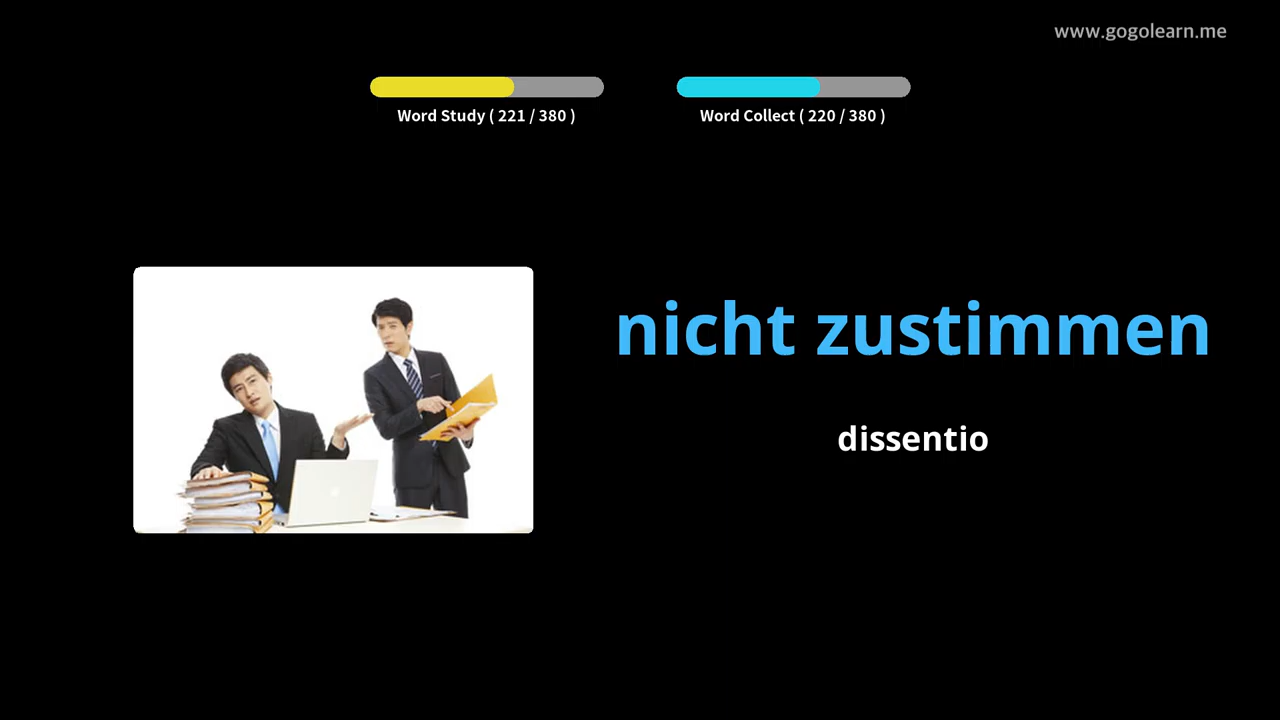 www.gogolearn.me
Word Study ( 221 / 380 )
Word Collect ( 220 / 380 )
nicht zustimmen
dissentio